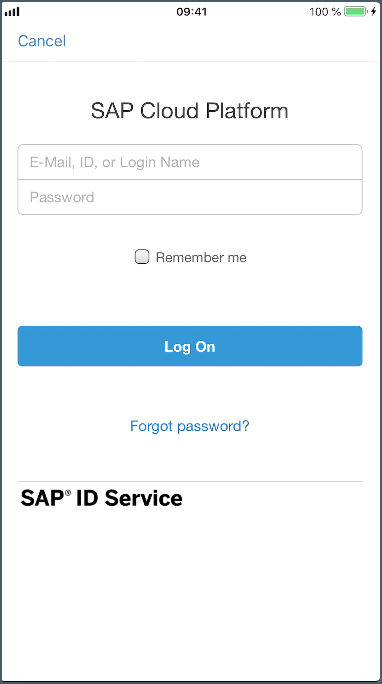 09:41 100 %
Cancel
SAP Cloud Platform
E-Mail, ID, or Login Name
Password
Remember me
Log On
Forgot password?
SAP® ID Service